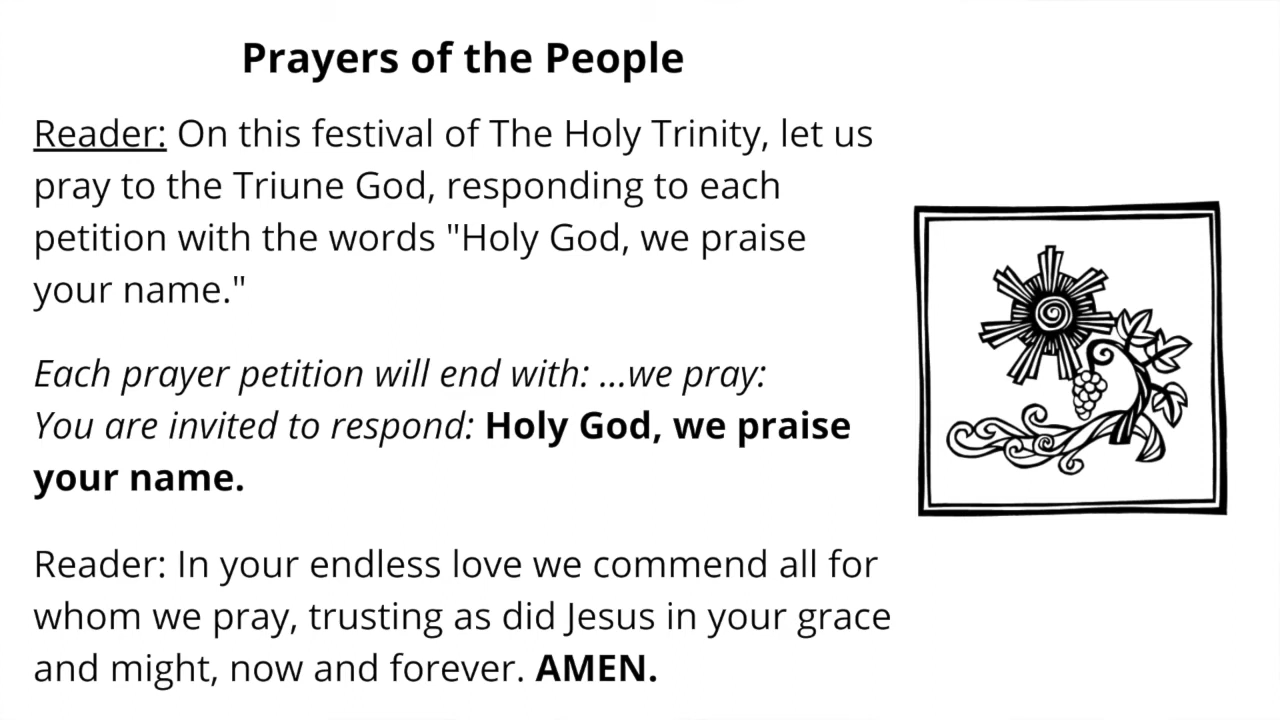 Prayers of the People
Reader: On this festival of The Holy Trinity, let us
pray to the Triune God, responding to each
petition with the words "Holy God, we praise
your name."
Each prayer petition will end with: ...we pray:
You are invited to respond: Holy God, we praise
your name.
Reader: In your endless love we commend all for
whom we pray, trusting as did Jesus in your grace
and might, now and forever. AMEN.